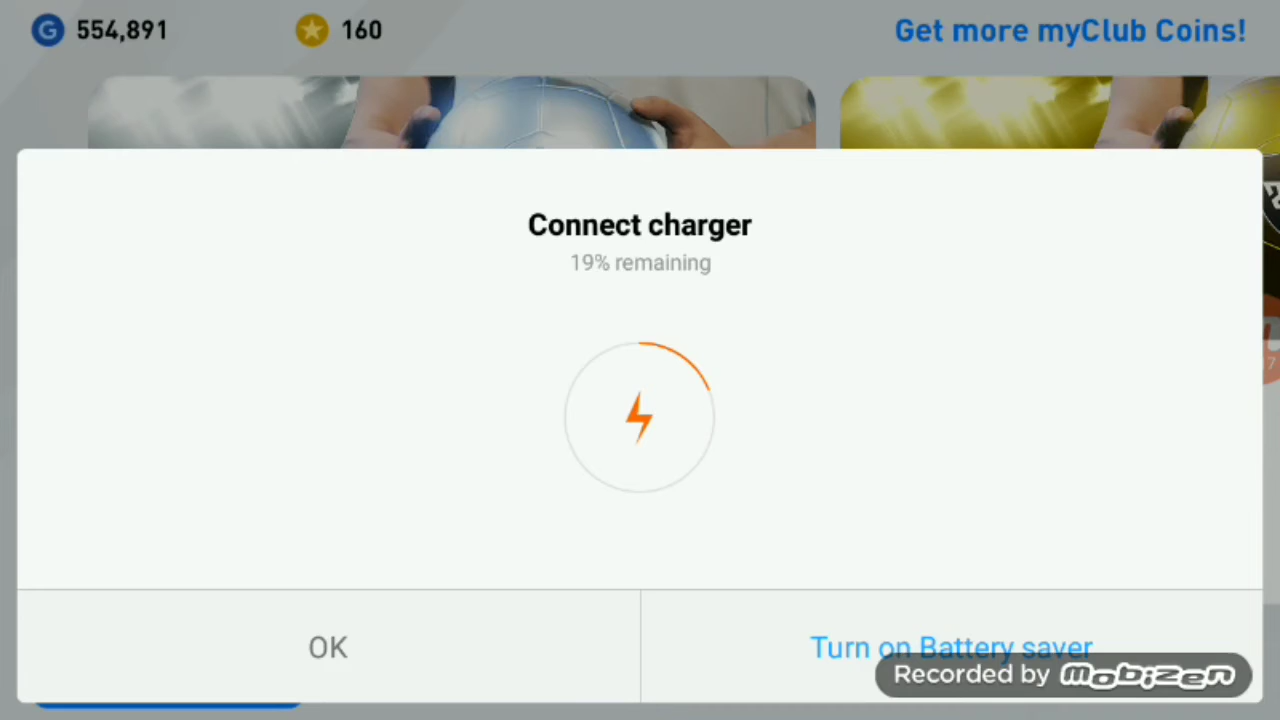 G 554,891 160 Get more myClub Coins!
Connect charger
19% remaining
OK Turn on Battery saver
Recorded by mobizen